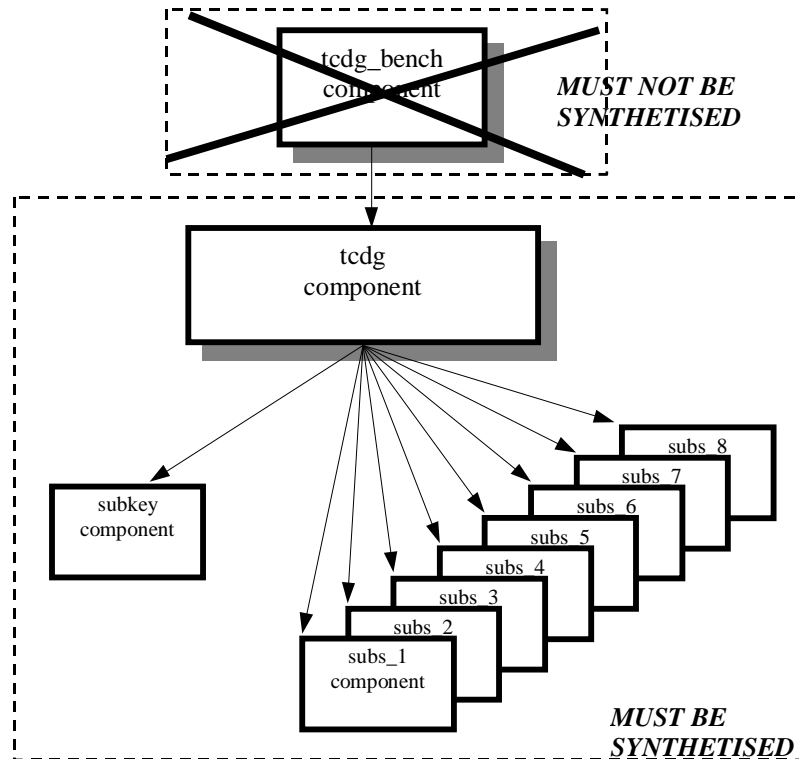 tcdg_bench
component
MUST NOT BE
SYNTHETISED
tcdg
component
subs_8
subs_7
subs_6
subs_5
subs_4
subs_3
subs_2
subs_1
component
subkey
component
MUST BE
SYNTHETISED